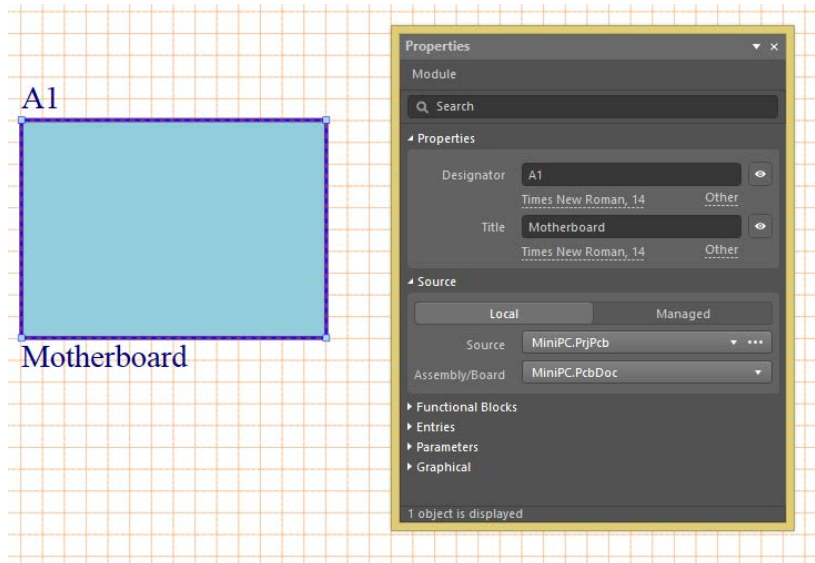 A1
Motherboard
Properties
Module
Search
Properties
Designator A1
Times New Roman, 14 Other
Title Motherboard
Times New Roman, 14 Other
Source
Local Managed
Source MiniPC.PrjPcb
Assembly/Board MiniPC.PcbDoc
Functional Blocks
Entries
Parameters
Graphical
1 object is displayed